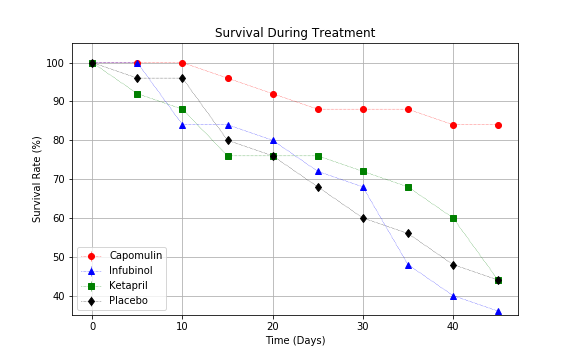 Survival During Treatment
100
90
80
70
60
50
40
Survival Rate (%)
Capomulin
Infubinol
Ketapril
Placebo
0
10
20
30
40
Time (Days)